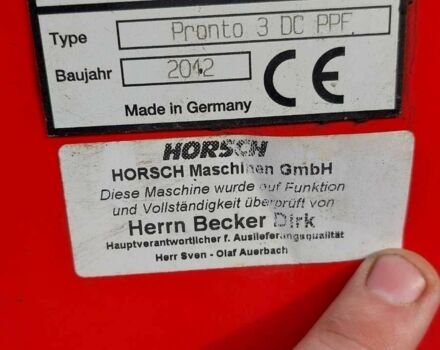 Type Pronto 3 DC PPF
Baujahr 2012 CE
Made in Germany
HORSCH
HORSCH Maschinen GmbH
Diese Maschine wurde auf Funktion
und Vollständigkeit überprüft von
Herrn Becker Dirk
Hauptverantwortlicher f. Auslieferungsqualität
Herr Sven - Olaf Auerbach